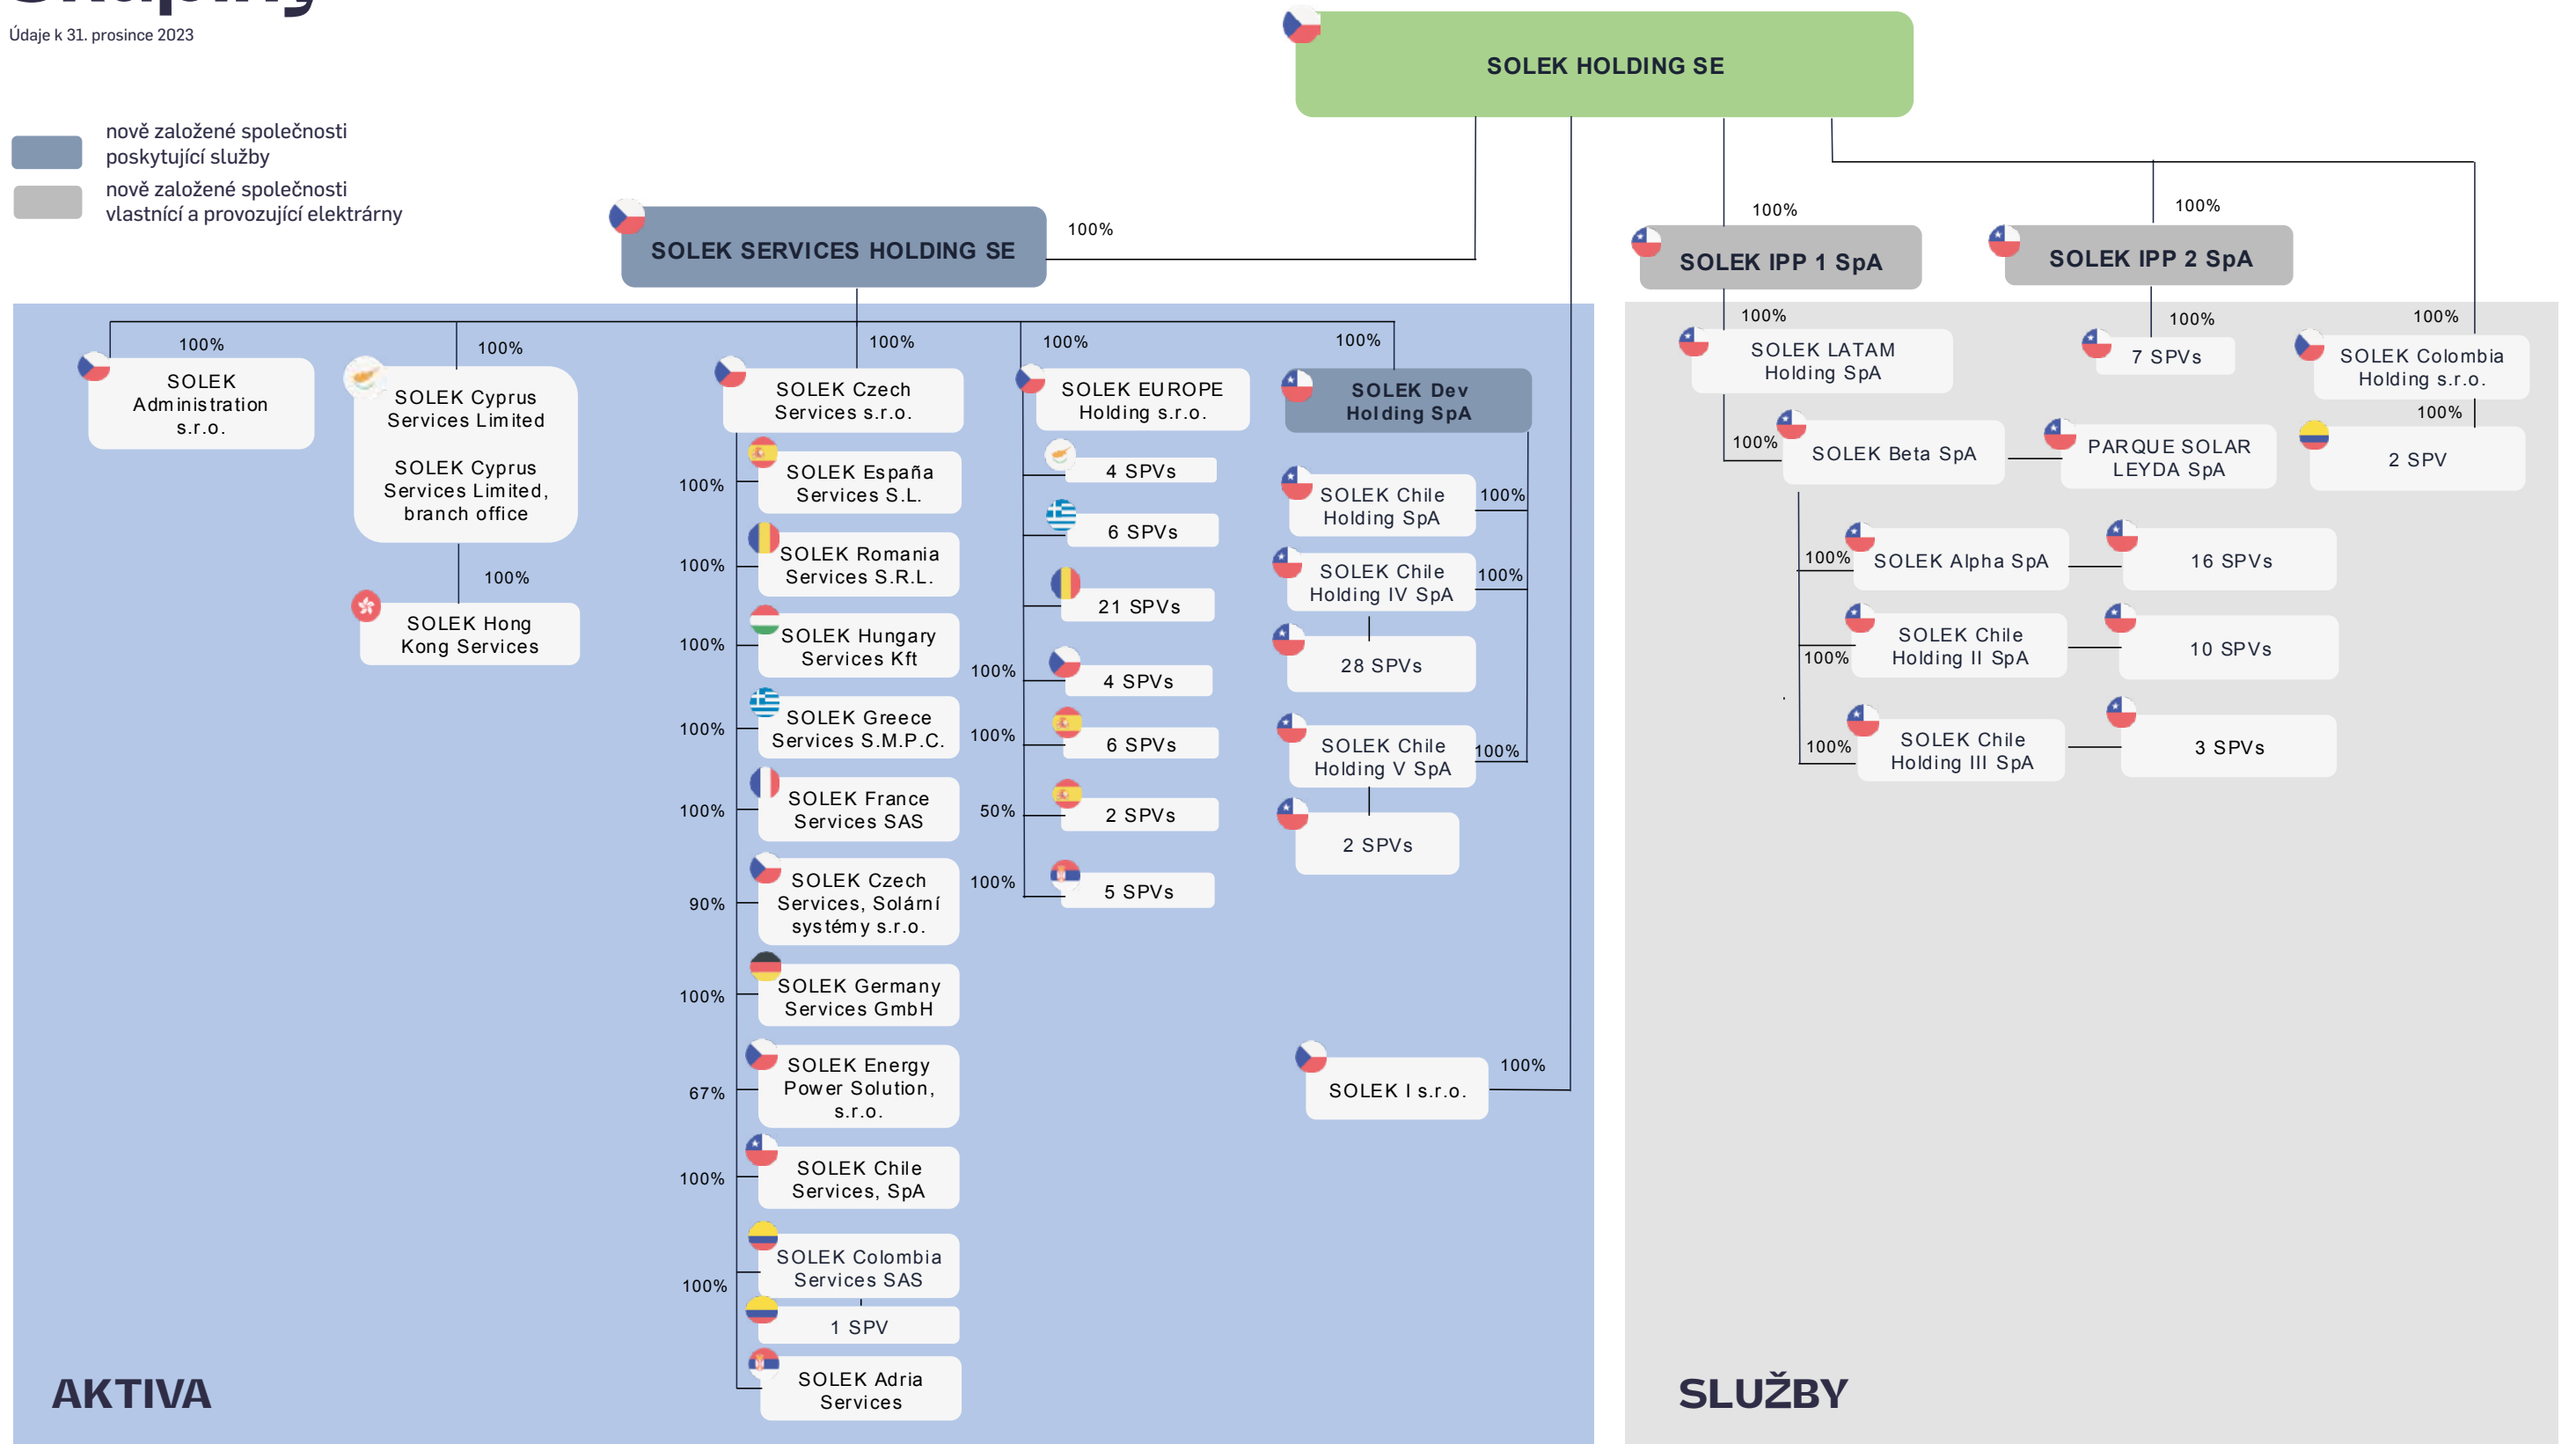 Skupiny
Údaje k 31. prosince 2023
nově založené společnosti
poskytující služby
nově založené společnosti
vlastnící a provozující elektrárny
SOLEK HOLDING SE
100%
SOLEK SERVICES HOLDING SE
100%
SOLEK IPP 1 SpA
100%
SOLEK IPP 2 SpA
100%
SOLEK
Administration
s.r.o.
100%
SOLEK Cyprus
Services Limited
SOLEK Cyprus
Services Limited,
branch office
100%
SOLEK Hong
Kong Services
100%
SOLEK Czech
Services s.r.o.
100%
SOLEK España
Services S.L.
100%
SOLEK Romania
Services S.R.L.
100%
SOLEK Hungary
Services Kft
100%
SOLEK Greece
Services S.M.P.C.
100%
SOLEK France
Services SAS
90%
SOLEK Czech
Services, Solární
systémy s.r.o.
100%
SOLEK Germany
Services GmbH
67%
SOLEK Energy
Power Solution,
s.r.o.
100%
SOLEK Chile
Services, SpA
100%
SOLEK Colombia
Services SAS
1 SPV
SOLEK Adria
Services
100%
SOLEK EUROPE
Holding s.r.o.
4 SPVs
6 SPVs
21 SPVs
100%
4 SPVs
100%
6 SPVs
50%
2 SPVs
100%
5 SPVs
100%
SOLEK Dev
Holding SpA
SOLEK Chile
Holding SpA
100%
SOLEK Chile
Holding IV SpA
100%
28 SPVs
SOLEK Chile
Holding V SpA
100%
2 SPVs
SOLEK I s.r.o.
100%
100%
SOLEK LATAM
Holding SpA
100%
SOLEK Beta SpA
PARQUE SOLAR
LEYDA SpA
100%
SOLEK Alpha SpA
16 SPVs
100%
SOLEK Chile
Holding II SpA
10 SPVs
100%
SOLEK Chile
Holding III SpA
3 SPVs
100%
7 SPVs
100%
SOLEK Colombia
Holding s.r.o.
100%
2 SPV
AKTIVA
SLUŽBY